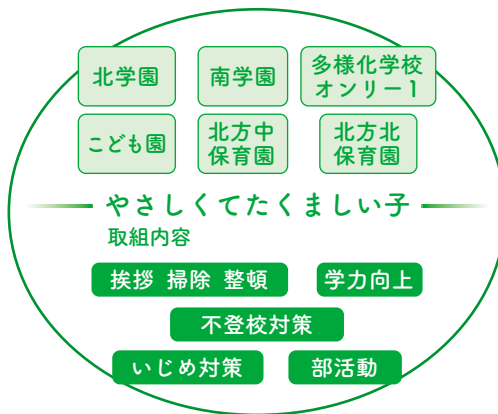 北学園
南学園
多様化学校
オンリー1
こども園
北方中
保育園
北方北
保育園
やさしくてたくましい子
取組内容
挨拶 掃除 整頓
学力向上
不登校対策
いじめ対策
部活動